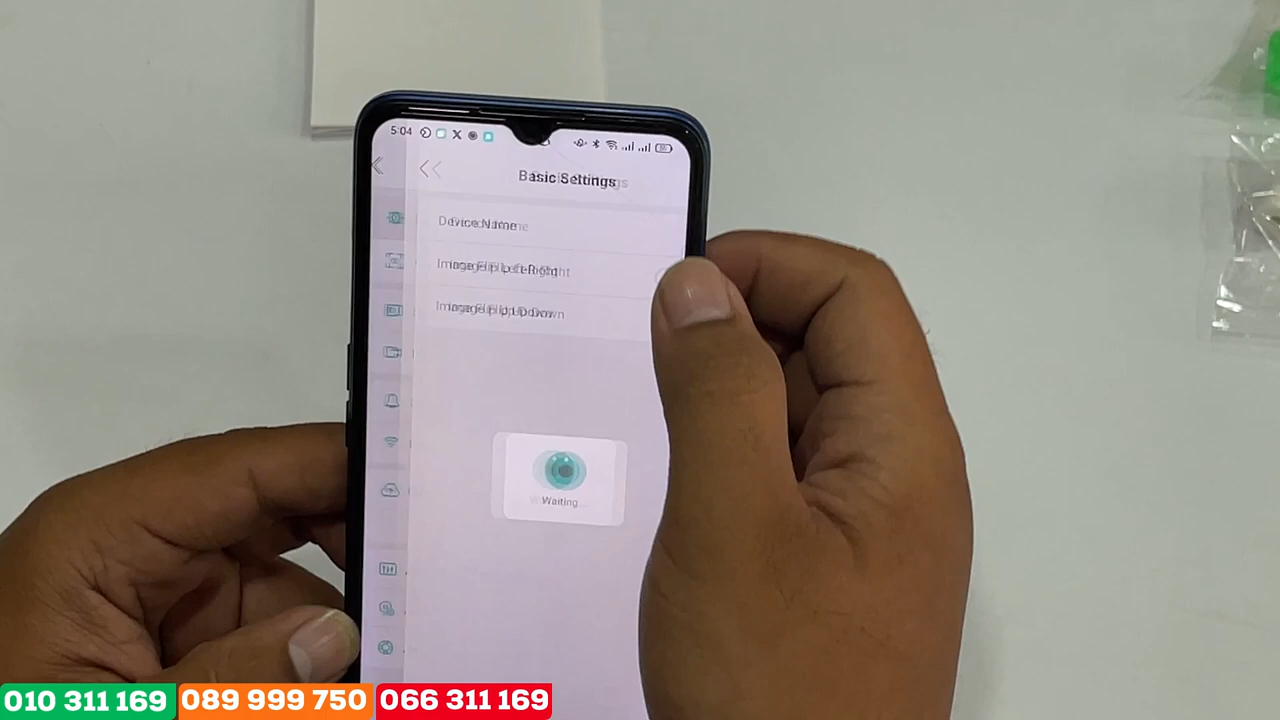 5:04
Basic Settings
Device Name
Image Flip Left-Right
Image Flip Up-Down
Waiting...
010 311 169 089 999 750 066 311 169